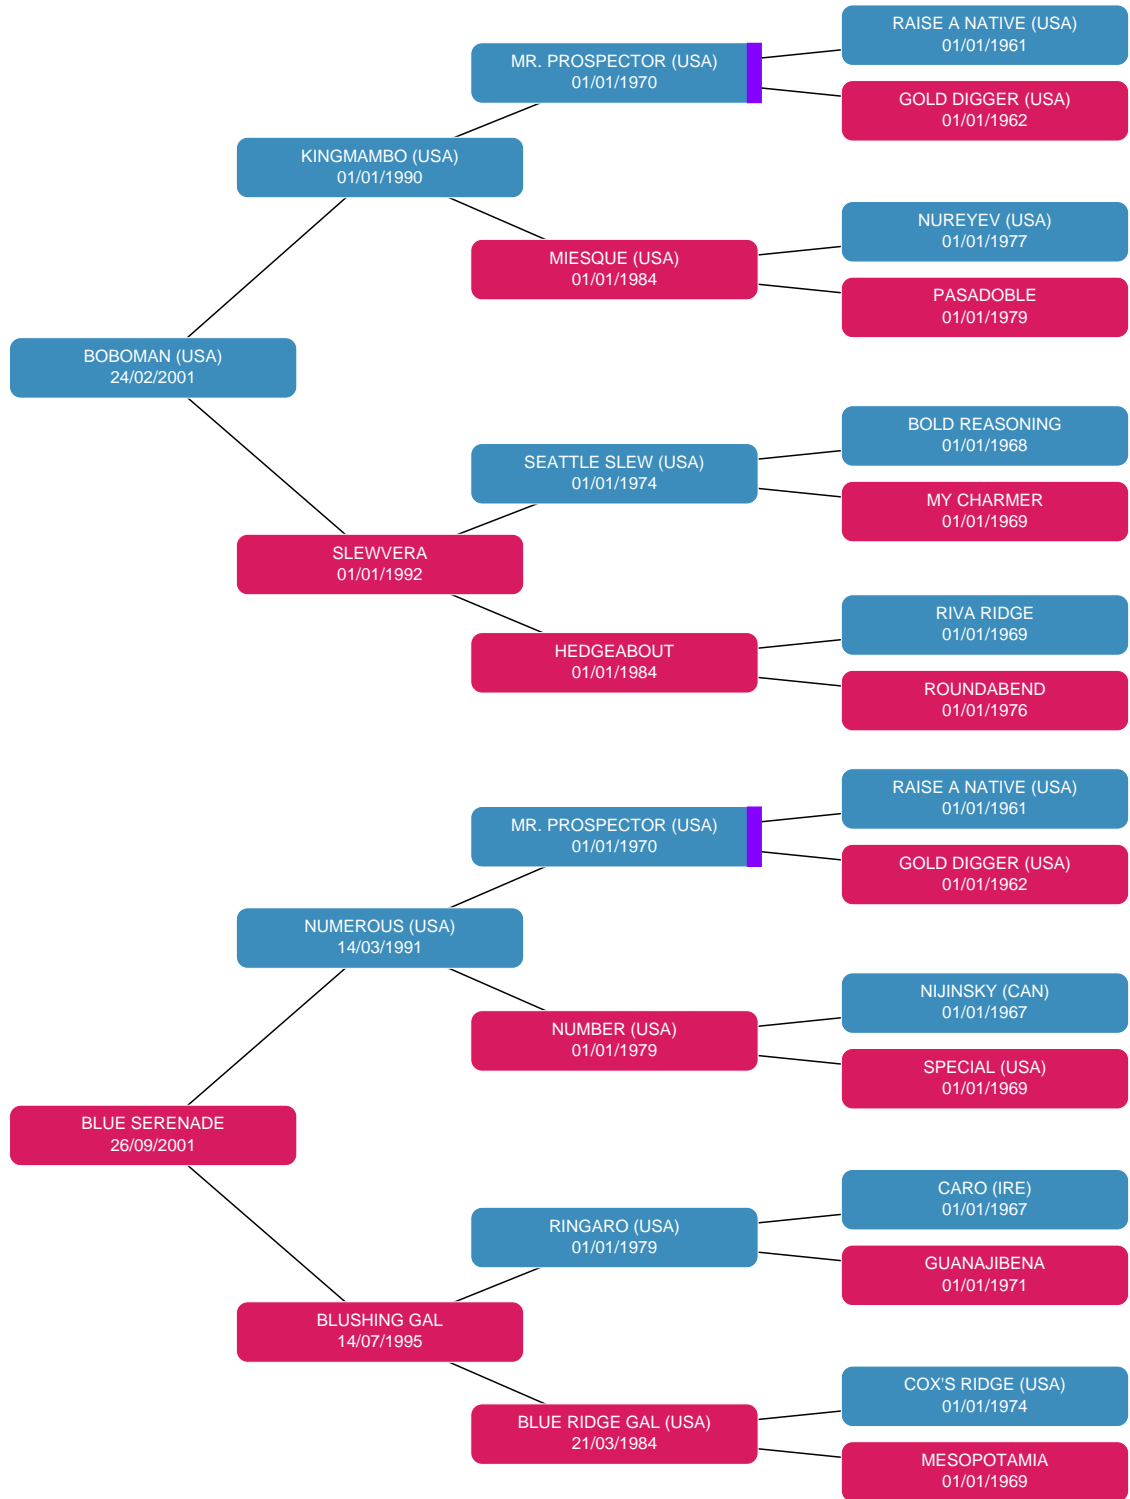 RAISE A NATIVE (USA)
01/01/1961
MR. PROSPECTOR (USA)
01/01/1970
GOLD DIGGER (USA)
01/01/1962
KINGMAMBO (USA)
01/01/1990
NUREYEV (USA)
01/01/1977
MIESQUE (USA)
01/01/1984
PASADOBLE
01/01/1979
BOBOMAN (USA)
24/02/2001
BOLD REASONING
01/01/1968
SEATTLE SLEW (USA)
01/01/1974
MY CHARMER
01/01/1969
SLEWVERA
01/01/1992
RIVA RIDGE
01/01/1969
HEDGEABOUT
01/01/1984
ROUNDABEND
01/01/1976
RAISE A NATIVE (USA)
01/01/1961
MR. PROSPECTOR (USA)
01/01/1970
GOLD DIGGER (USA)
01/01/1962
NUMEROUS (USA)
14/03/1991
NIJINSKY (CAN)
01/01/1967
NUMBER (USA)
01/01/1979
SPECIAL (USA)
01/01/1969
BLUE SERENADE
26/09/2001
CARO (IRE)
01/01/1967
RINGARO (USA)
01/01/1979
GUANAJIBENA
01/01/1971
BLUSHING GAL
14/07/1995
COX'S RIDGE (USA)
01/01/1974
BLUE RIDGE GAL (USA)
21/03/1984
MESOPOTAMIA
01/01/1969